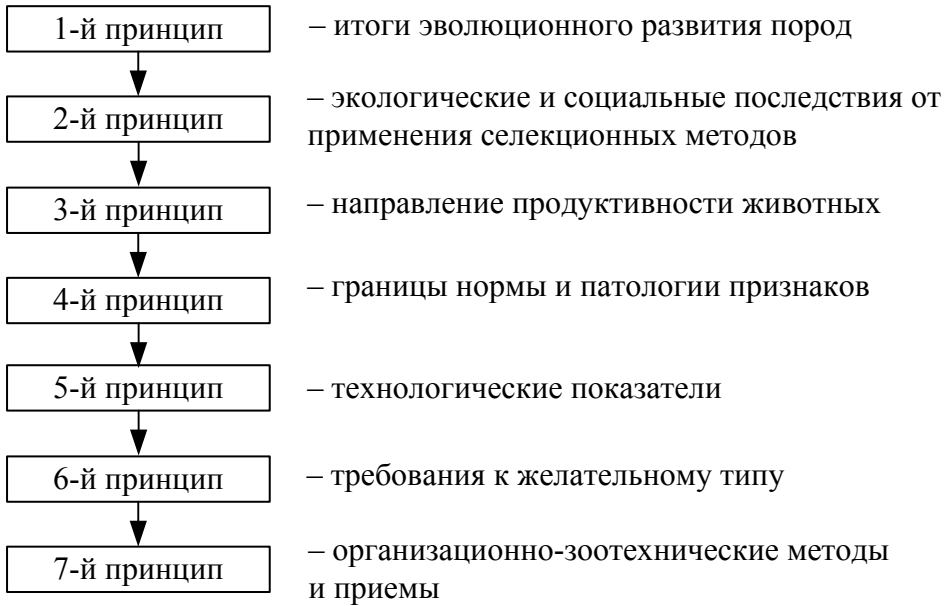 1-й принцип – итоги эволюционного развития пород
2-й принцип – экологические и социальные последствия от
применения селекционных методов
3-й принцип – направление продуктивности животных
4-й принцип – границы нормы и патологии признаков
5-й принцип – технологические показатели
6-й принцип – требования к желательному типу
7-й принцип – организационно-зоотехнические методы
и приемы